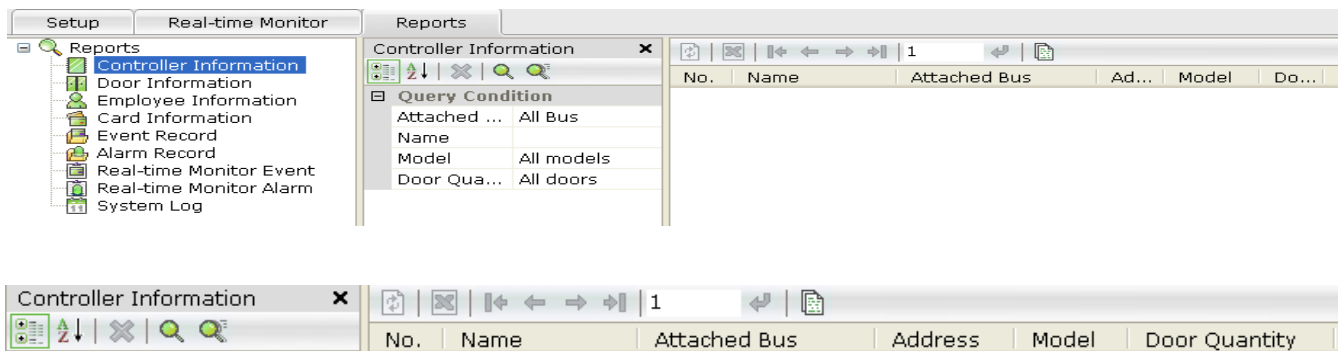 Setup Real-time Monitor Reports
Reports
Controller Information
Door Information
Employee Information
Card Information
Event Record
Alarm Record
Real-time Monitor Event
Real-time Monitor Alarm
System Log
Controller Information
Query Condition
Attached ... All Bus
Name
Model All models
Door Qua... All doors
1
No. Name Attached Bus Ad... Model Do...
Controller Information
1
No. Name Attached Bus Address Model Door Quantity